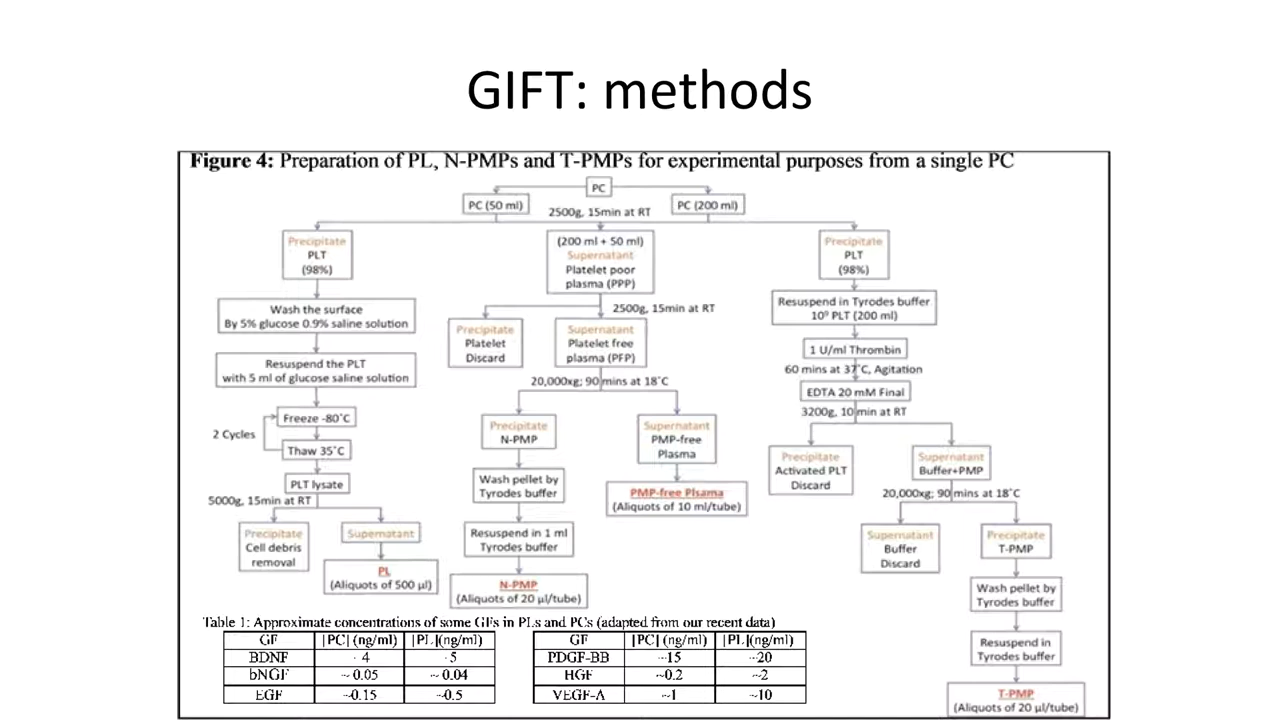 GIFT: methods
Figure 4: Preparation of PL, N-PMPs and T-PMPs for experimental purposes from a single PC
PC
PC (50 ml)
2500g, 15min at RT
PC (200 ml)
Precipitate
PLT
(98%)
Wash the surface
By 5% glucose 0.9% saline solution
Resuspend the PLT
with 5 ml of glucose saline solution
Freeze -80°C
2 Cycles
Thaw 35°C
PLT lysate
5000g, 15min at RT
Precipitate
Cell debris
removal
Supernatant
PL
(Aliquots of 500 µl)
(200 ml + 50 ml)
Supernatant
Platelet poor
plasma (PPP)
2500g, 15min at RT
Precipitate
Platelet
Discard
Supernatant
Platelet free
plasma (PFP)
20,000xg; 90 mins at 18°C
Precipitate
N-PMP
Wash pellet by
Tyrodes buffer
Resuspend in 1 ml
Tyrodes buffer
N-PMP
(Aliquots of 20 µl/tube)
Supernatant
PMP-free
Plasma
PMP-free Plsama
(Aliquots of 10 ml/tube)
Precipitate
PLT
(98%)
Resuspend in Tyrodes buffer
10⁹ PLT (200 ml)
1 U/ml Thrombin
60 mins at 37°C, Agitation
EDTA 20 mM Final
3200g, 10 min at RT
Precipitate
Activated PLT
Discard
Supernatant
Buffer+PMP
20,000xg; 90 mins at 18°C
Supernatant
Buffer
Discard
Precipitate
T-PMP
Wash pellet by
Tyrodes buffer
Resuspend in
Tyrodes buffer
T-PMP
(Aliquots of 20 µl/tube)
Table 1: Approximate concentrations of some GFs in PLs and PCs (adapted from our recent data)
GF [PC] (ng/ml) [PL](ng/ml)
BDNF ~4 ~5
bNGF ~ 0.05 ~ 0.04
EGF ~0.15 ~0.5
GF [PC] (ng/ml) [PL](ng/ml)
PDGF-BB ~15 ~20
HGF ~0.2 ~2
VEGF-A ~1 ~10